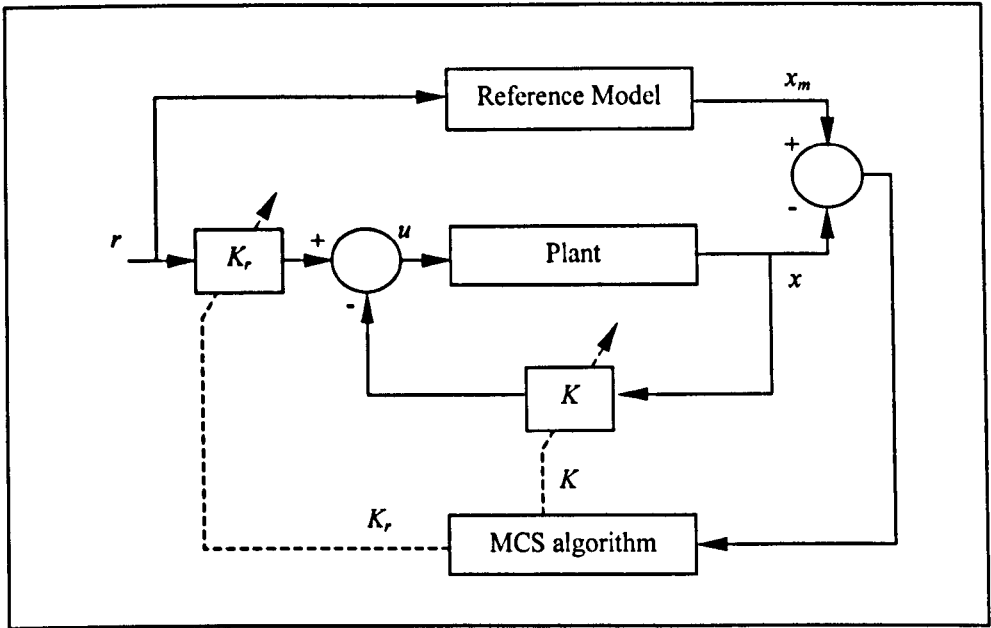 Reference Model
x_m
+
-
r
K_r
+
-
u
Plant
x
K
K
K_r
MCS algorithm